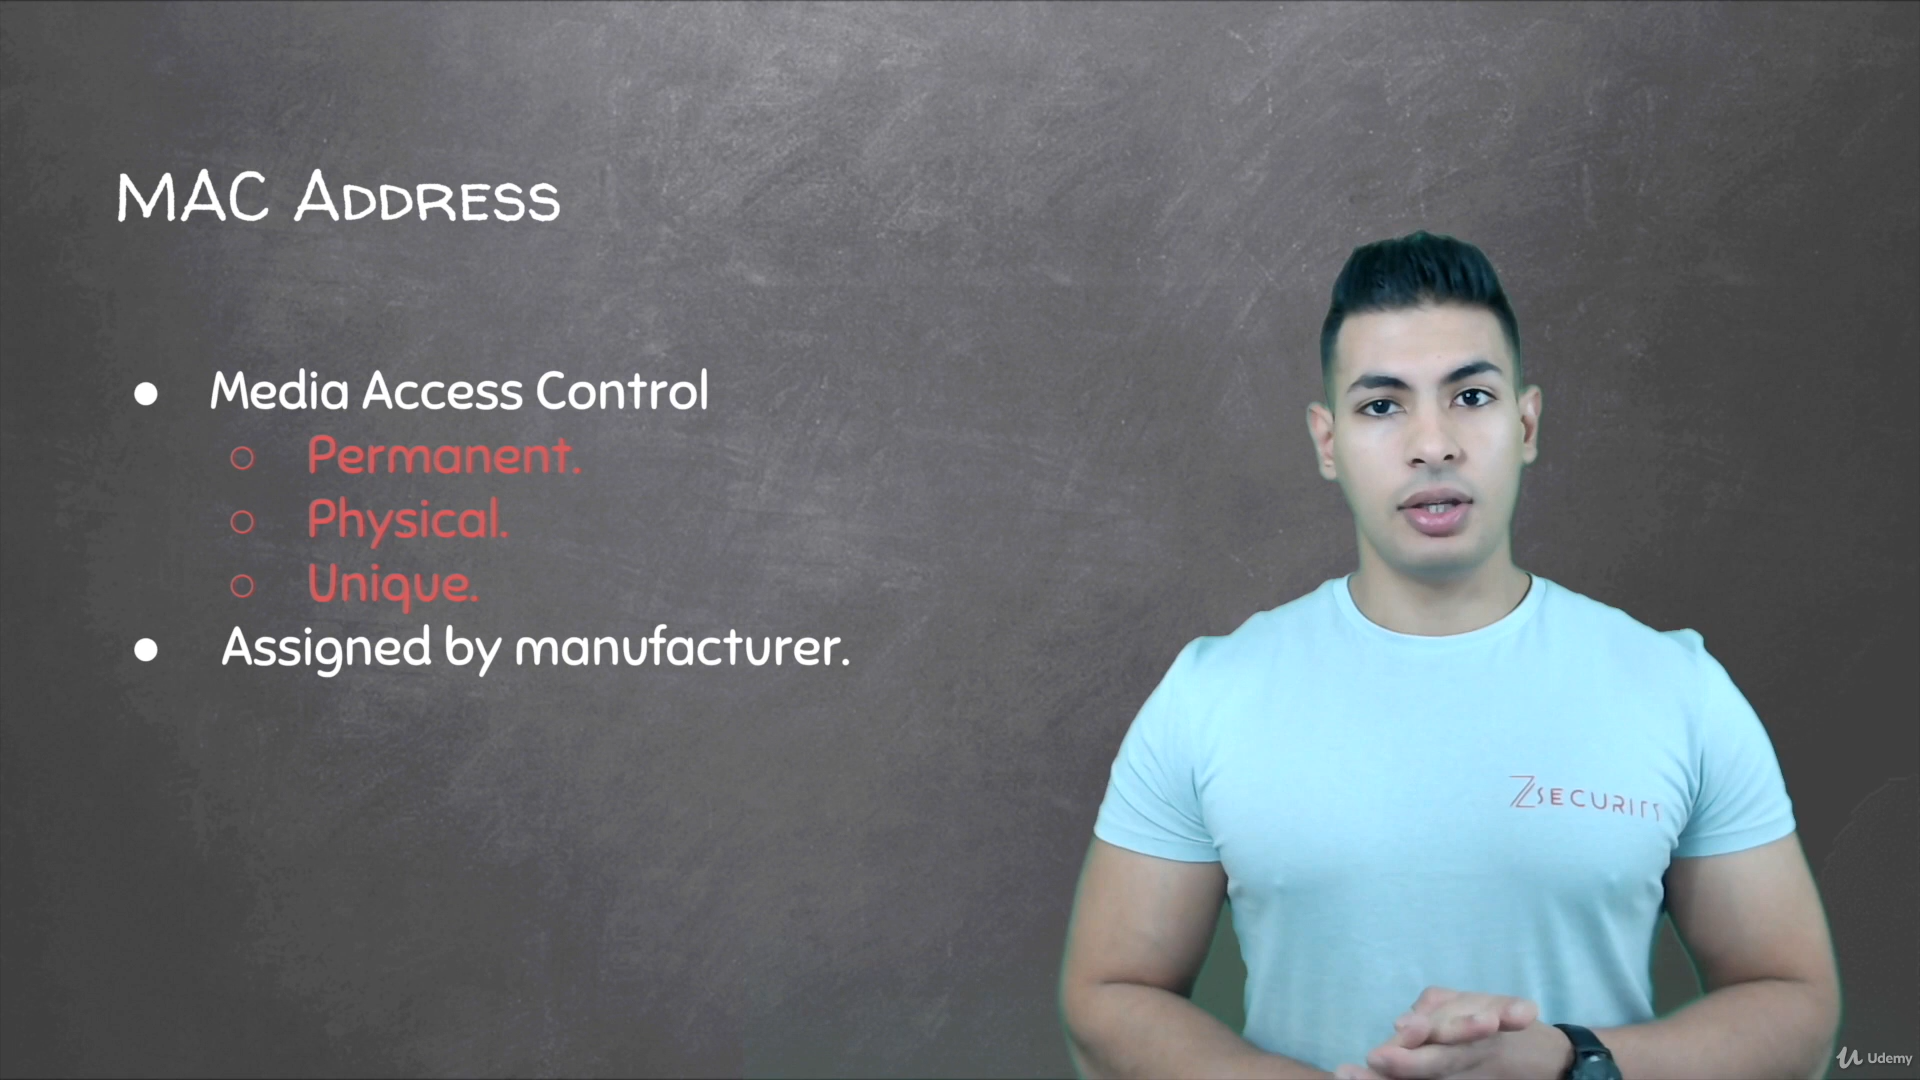 MAC Address
● Media Access Control
○ Permanent.
○ Physical.
○ Unique.
● Assigned by manufacturer.
ZSECURITY
Udemy